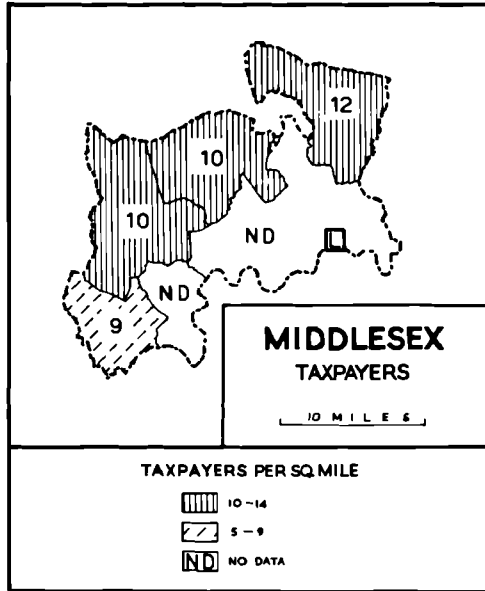 12
10
10
ND
L
ND
9
MIDDLESEX
TAXPAYERS
10 MILES
TAXPAYERS PER SQ. MILE
10-14
5-9
ND NO DATA